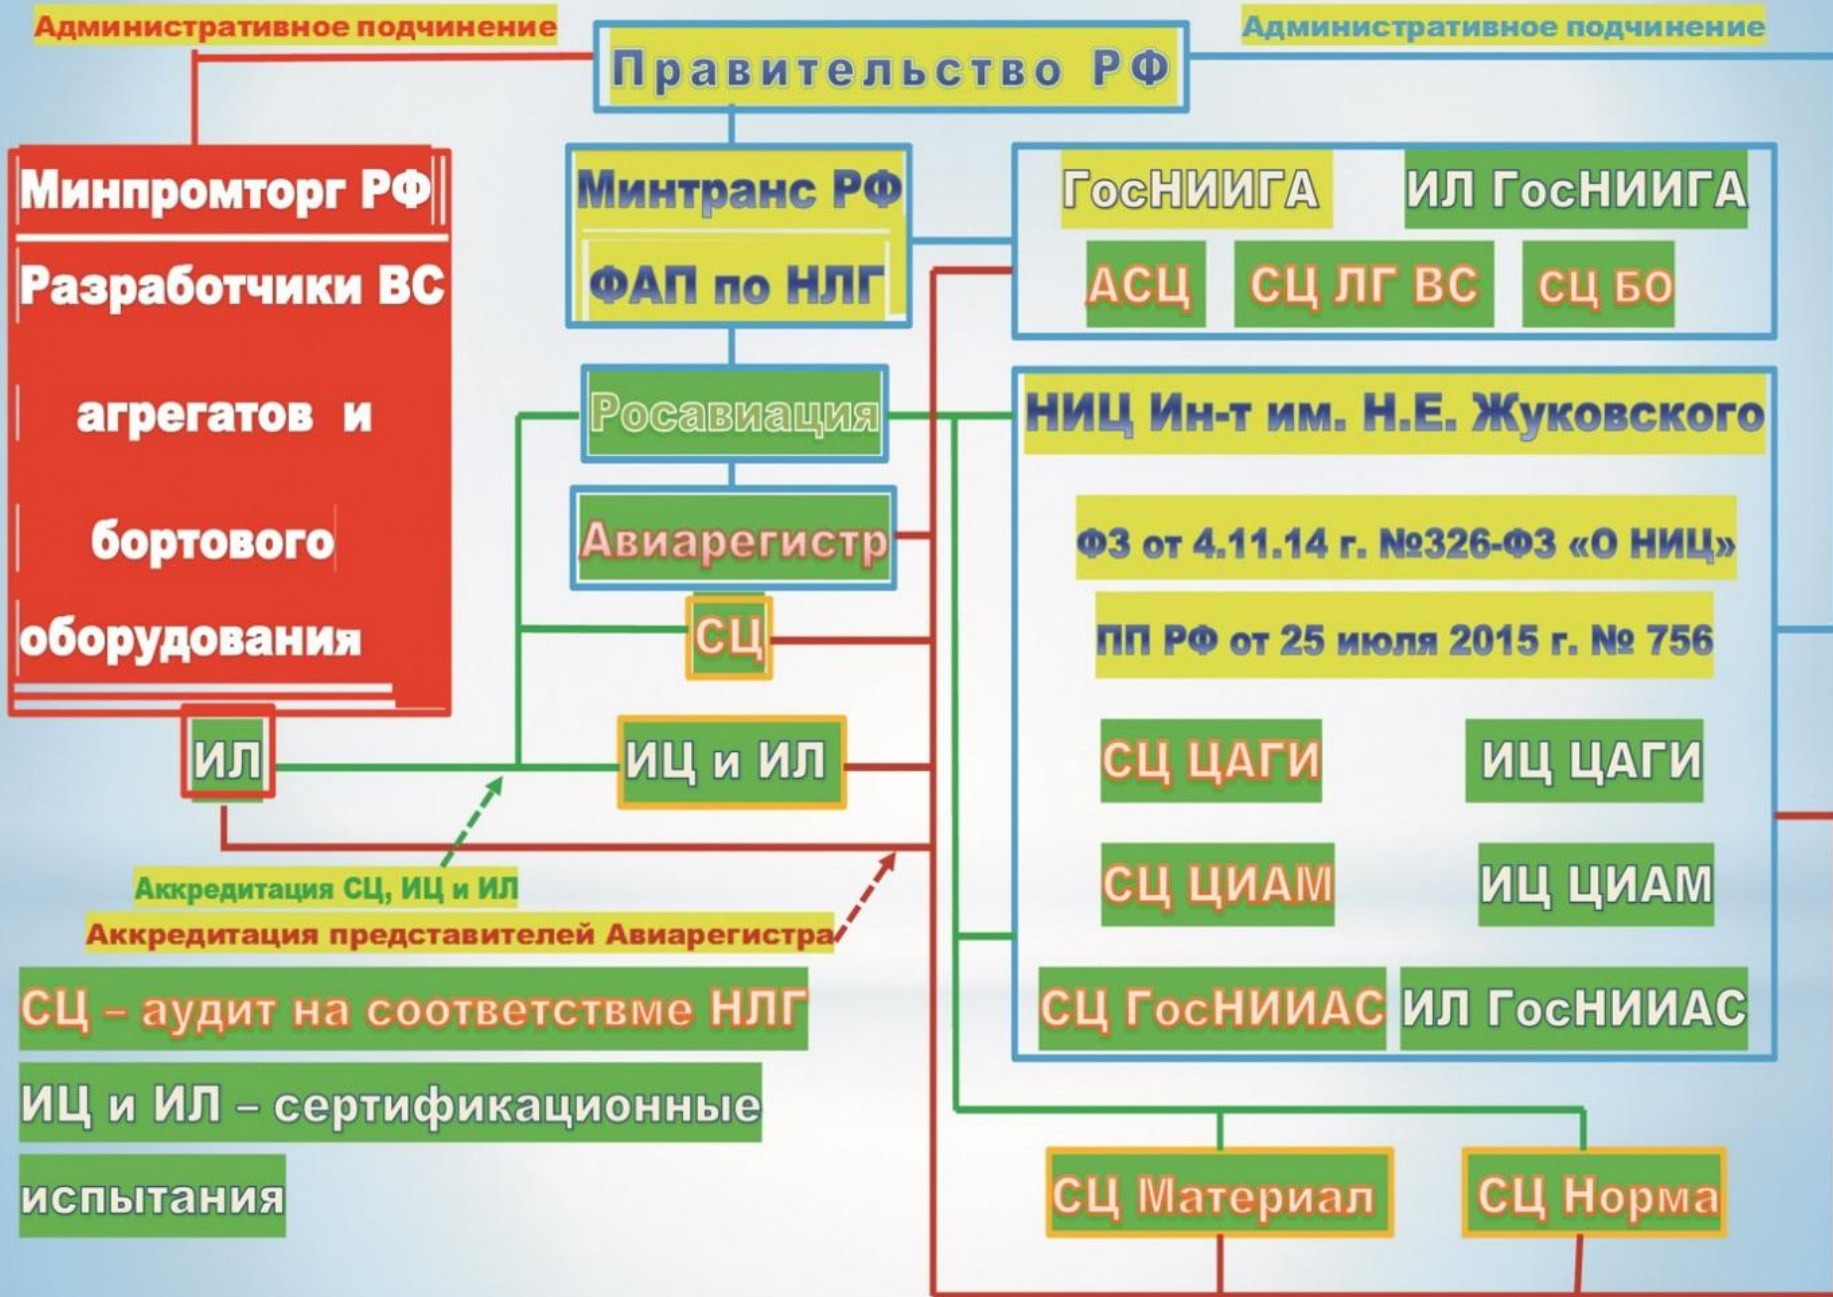 Административное подчинение
Административное подчинение
Правительство РФ
Минпромторг РФ
Разработчики ВС
агрегатов и
бортового
оборудования
ИЛ
Минтранс РФ
ФАП по НЛГ
Росавиация
Авиарегистр
СЦ
ИЦ и ИЛ
ГосНИИГА
ИЛ ГосНИИГА
АСЦ
СЦ ЛГ ВС
СЦ БО
НИЦ Ин-т им. Н.Е. Жуковского
ФЗ от 4.11.14 г. №326-ФЗ «О НИЦ»
ПП РФ от 25 июля 2015 г. № 756
СЦ ЦАГИ
ИЦ ЦАГИ
СЦ ЦИАМ
ИЦ ЦИАМ
СЦ ГосНИИАС
ИЛ ГосНИИАС
СЦ Материал
СЦ Норма
Аккредитация СЦ, ИЦ и ИЛ
Аккредитация представителей Авиарегистра
СЦ – аудит на соответствме НЛГ
ИЦ и ИЛ – сертификационные
испытания